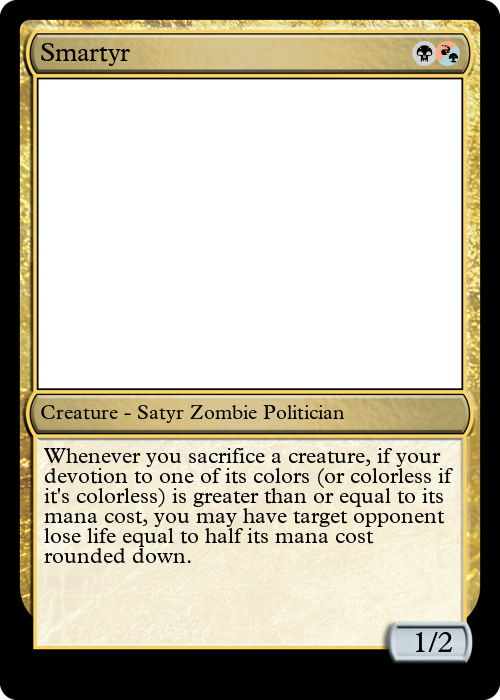 Smartyr
Creature - Satyr Zombie Politician
Whenever you sacrifice a creature, if your
devotion to one of its colors (or colorless if
it's colorless) is greater than or equal to its
mana cost, you may have target opponent
lose life equal to half its mana cost
rounded down.
1/2